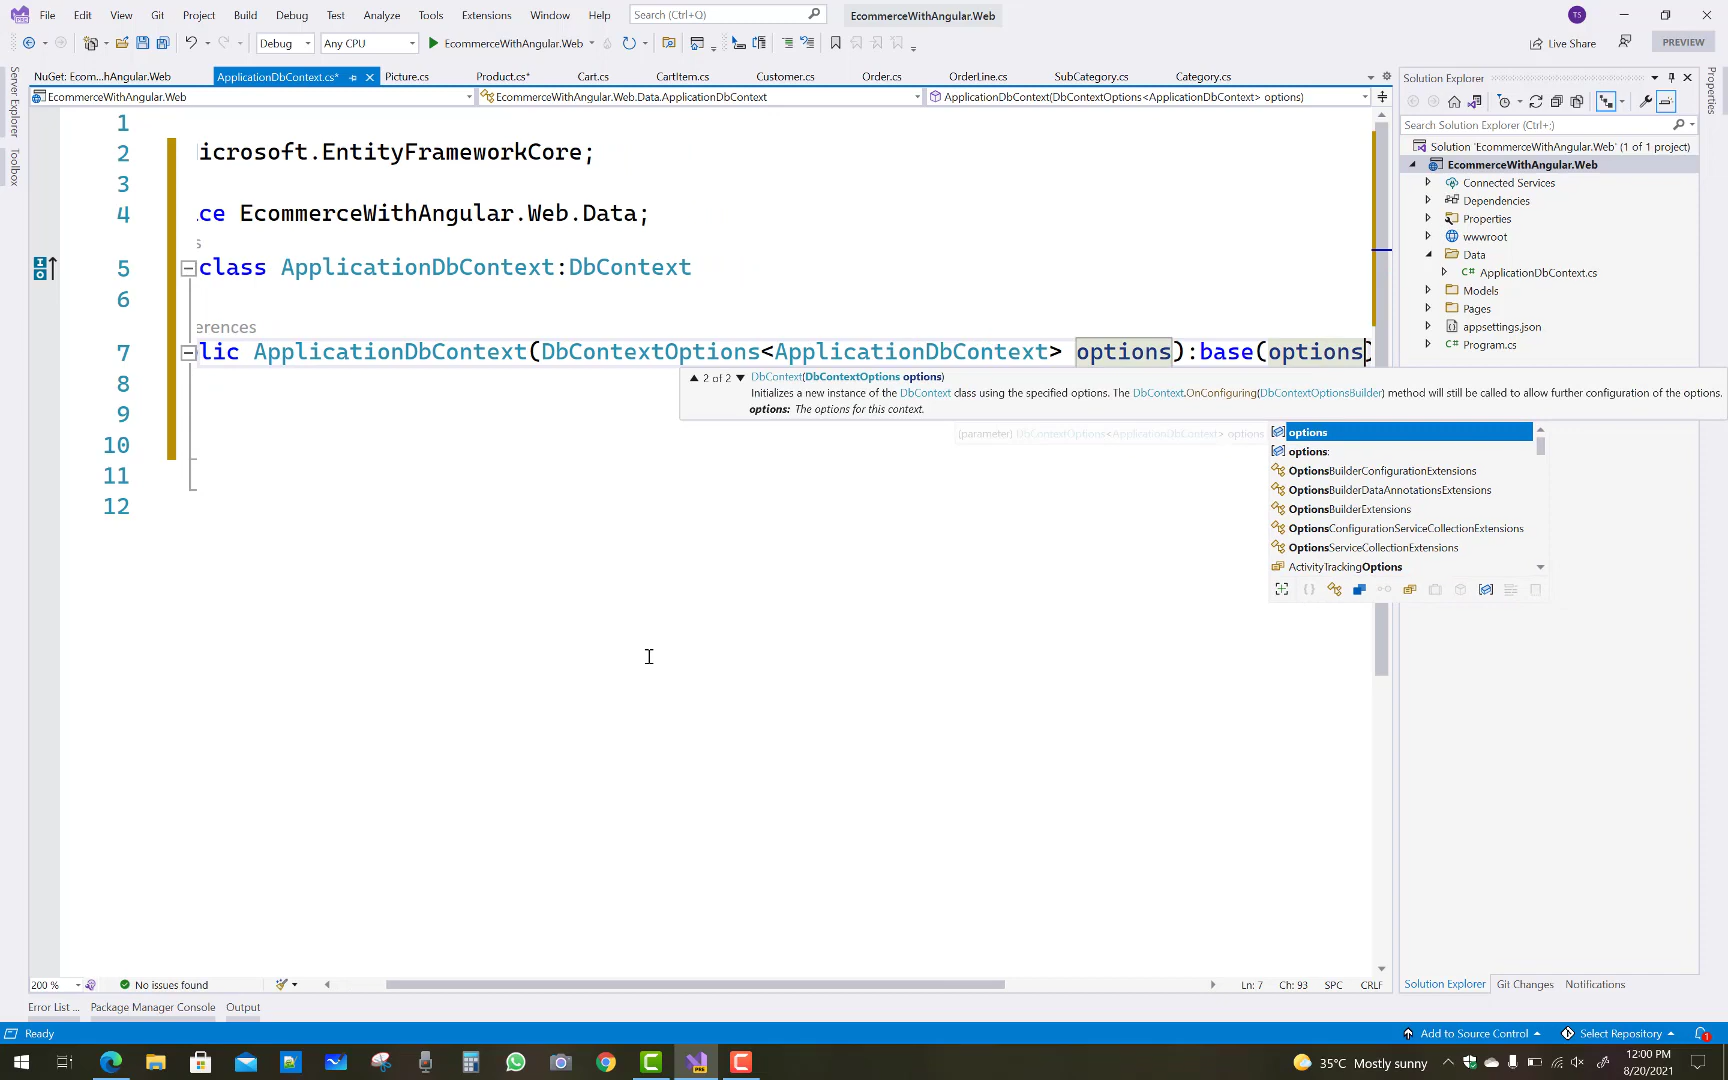 File Edit View Git Project Build Debug Test Analyze Tools Extensions Window Help Search (Ctrl+Q) EcommerceWithAngular.Web TS
Debug Any CPU EcommerceWithAngular.Web Live Share PREVIEW
NuGet: Ecom...hAngular.Web ApplicationDbContext.cs* Picture.cs Product.cs* Cart.cs CartItem.cs Customer.cs Order.cs OrderLine.cs SubCategory.cs Category.cs
EcommerceWithAngular.Web EcommerceWithAngular.Web.Data.ApplicationDbContext ApplicationDbContext(DbContextOptions<ApplicationDbContext> options)
Server Explorer
Toolbox
1
2 icrosoft.EntityFrameworkCore;
3
4 ce EcommerceWithAngular.Web.Data;
s
5 class ApplicationDbContext:DbContext
6
erences
7 lic ApplicationDbContext(DbContextOptions<ApplicationDbContext> options):base(options)
8
9
10
11
12
2 of 2 DbContext(DbContextOptions options)
Initializes a new instance of the DbContext class using the specified options. The DbContext.OnConfiguring(DbContextOptionsBuilder) method will still be called to allow further configuration of the options.
options: The options for this context.
(parameter) DbContextOptions<ApplicationDbContext> options
options
options:
OptionsBuilderConfigurationExtensions
OptionsBuilderDataAnnotationsExtensions
OptionsBuilderExtensions
OptionsConfigurationServiceCollectionExtensions
OptionsServiceCollectionExtensions
ActivityTrackingOptions
Solution Explorer
Search Solution Explorer (Ctrl+;)
Solution 'EcommerceWithAngular.Web' (1 of 1 project)
EcommerceWithAngular.Web
Connected Services
Dependencies
Properties
wwwroot
Data
C# ApplicationDbContext.cs
Models
Pages
appsettings.json
C# Program.cs
Properties
200 % No issues found Ln: 7 Ch: 93 SPC CRLF
Solution Explorer Git Changes Notifications
Error List ... Package Manager Console Output
Ready Add to Source Control Select Repository 1
35°C Mostly sunny 12:00 PM
8/20/2021